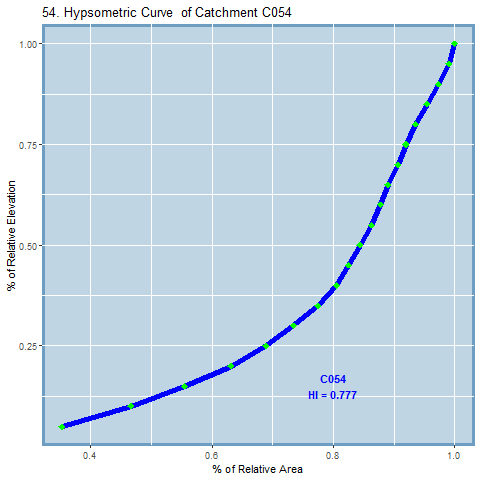 54. Hypsometric Curve  of Catchment C054
1.00
0.75
0.50
0.25
% of Relative Elevation
C054
HI = 0.777
0.4
0.6
0.8
1.0
% of Relative Area